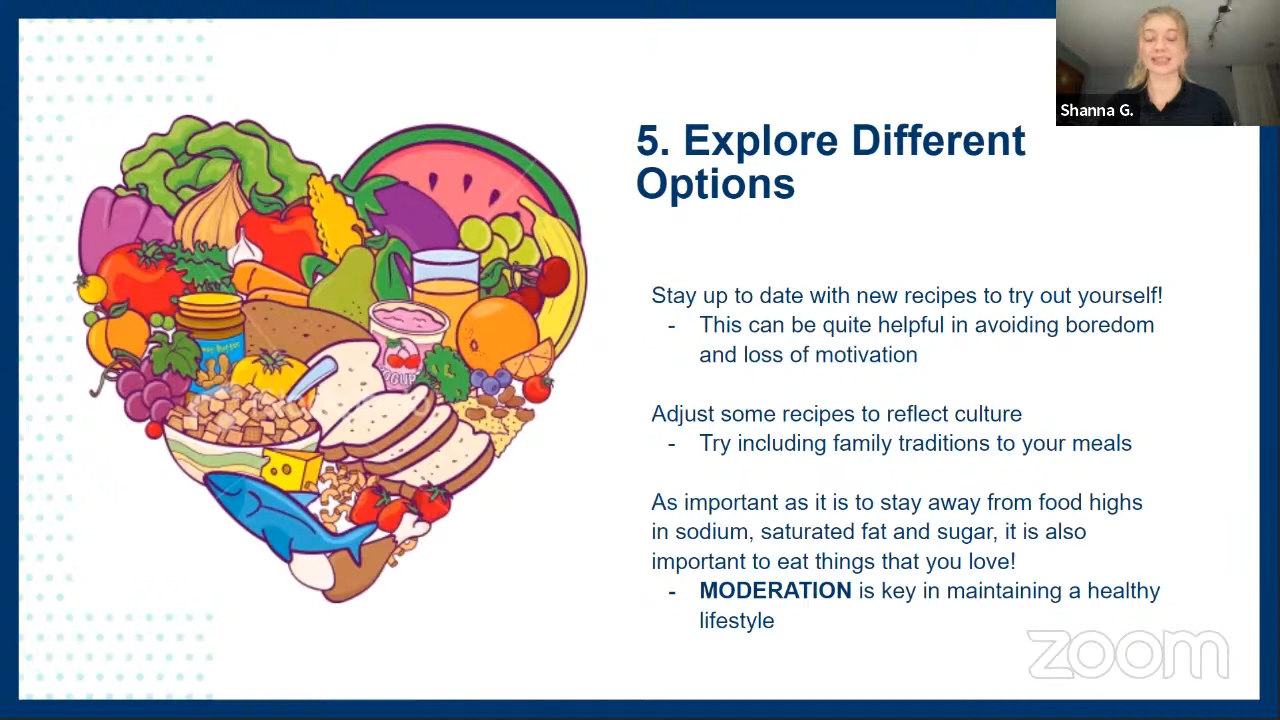 Shanna G.
5. Explore Different
Options
Stay up to date with new recipes to try out yourself!
- This can be quite helpful in avoiding boredom
and loss of motivation
Adjust some recipes to reflect culture
- Try including family traditions to your meals
As important as it is to stay away from food highs
in sodium, saturated fat and sugar, it is also
important to eat things that you love!
- MODERATION is key in maintaining a healthy
lifestyle
zoom